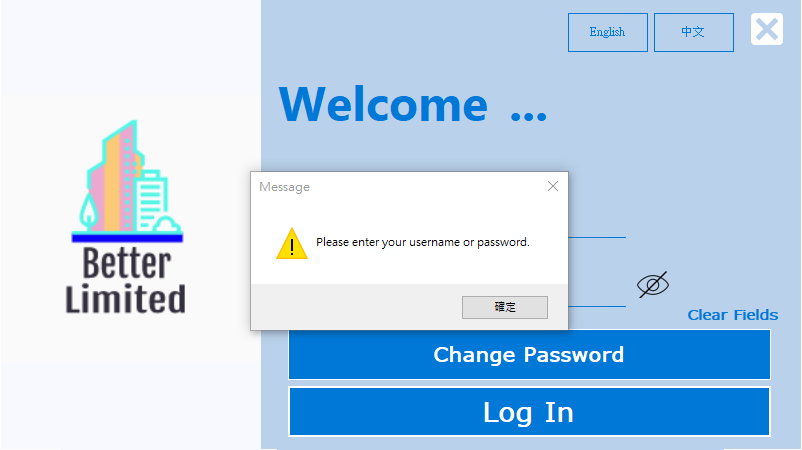 English
中文
Welcome ...
Message
Please enter your username or password.
確定
Better
Limited
Clear Fields
Change Password
Log In